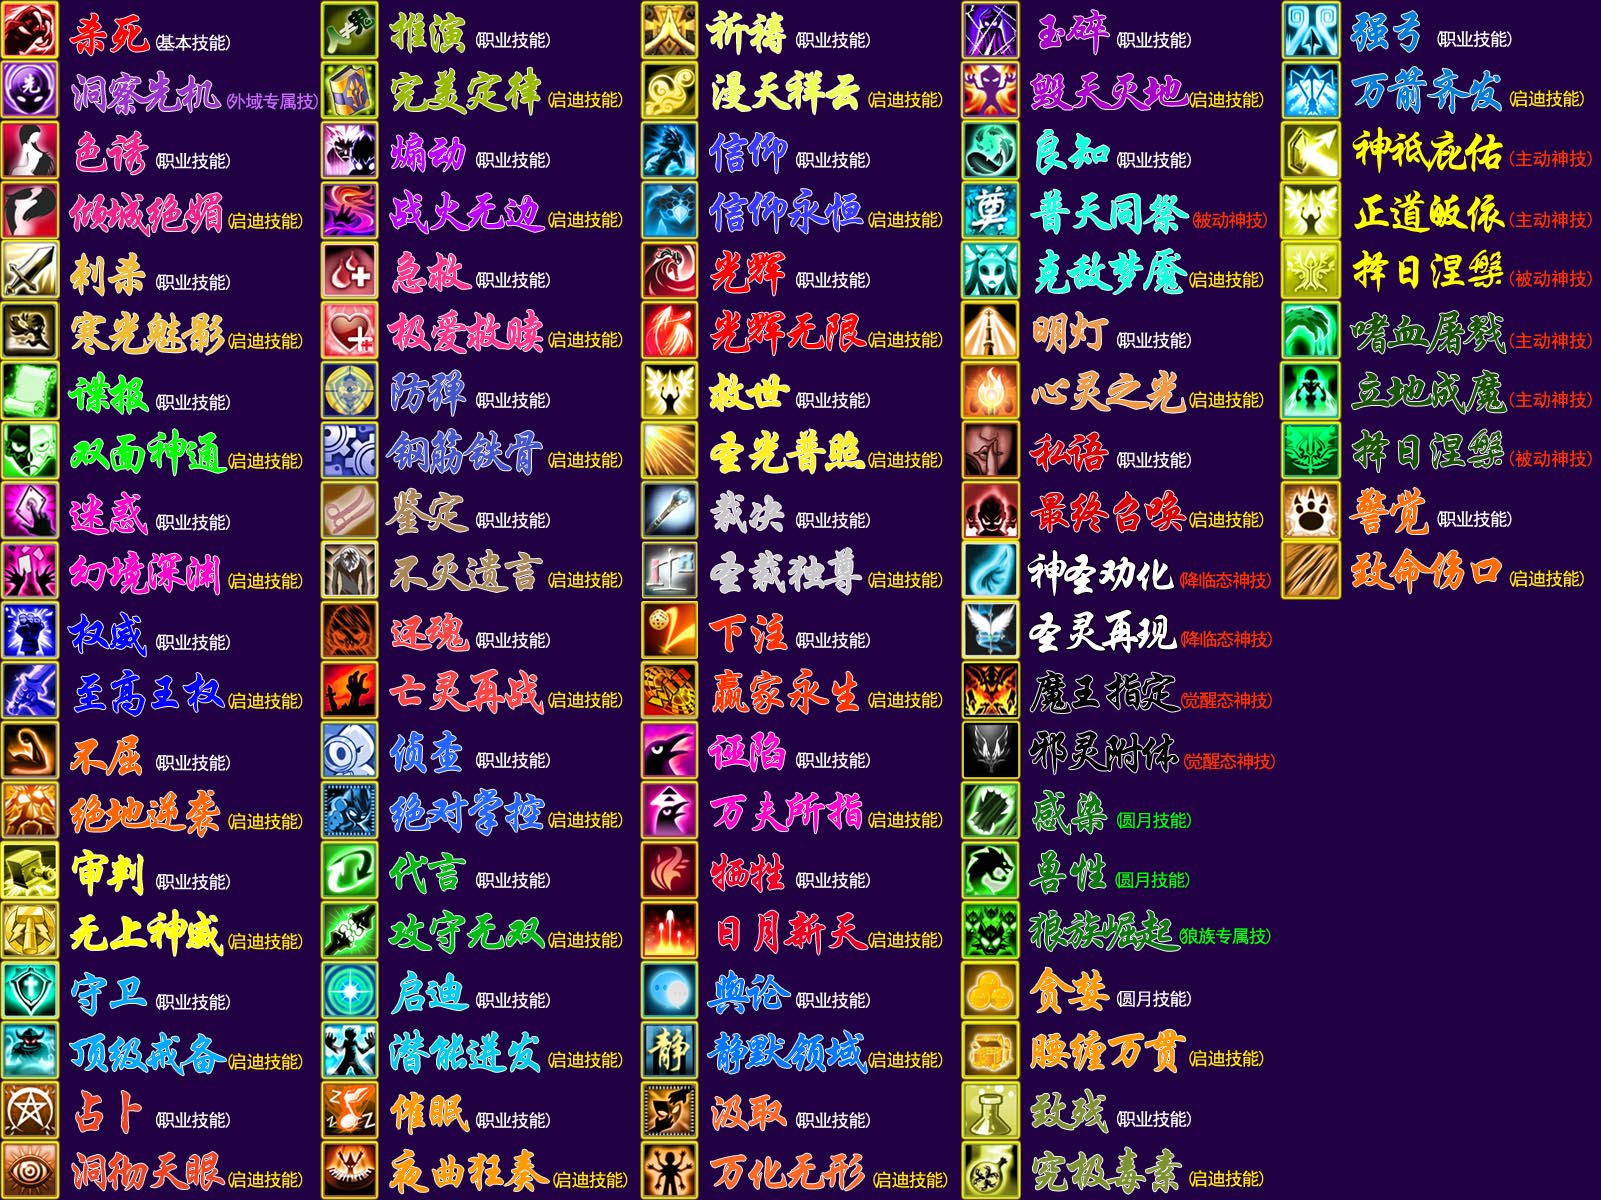 杀死(基本技能)
洞察先机(外域专属技)
色诱(职业技能)
倾城绝媚(启迪技能)
刺杀(职业技能)
寒光魅影(启迪技能)
谍报(职业技能)
双面神通(启迪技能)
迷惑(职业技能)
幻境深渊(启迪技能)
权威(职业技能)
至高王权(启迪技能)
不屈(职业技能)
绝地逆袭(启迪技能)
审判(职业技能)
无上神威(启迪技能)
守卫(职业技能)
顶级戒备(启迪技能)
占卜(职业技能)
洞彻天眼(启迪技能)
推演(职业技能)
完美定律(启迪技能)
煽动(职业技能)
战火无边(启迪技能)
急救(职业技能)
极爱救赎(启迪技能)
防弹(职业技能)
钢筋铁骨(启迪技能)
鉴定(职业技能)
不灭遗言(启迪技能)
还魂(职业技能)
亡灵再战(启迪技能)
侦查(职业技能)
绝对掌控(启迪技能)
代言(职业技能)
攻守无双(启迪技能)
启迪(职业技能)
潜能迸发(启迪技能)
催眠(职业技能)
夜曲狂奏(启迪技能)
祈祷(职业技能)
漫天祥云(启迪技能)
信仰(职业技能)
信仰永恒(启迪技能)
光辉(职业技能)
光辉无限(启迪技能)
救世(职业技能)
圣光普照(启迪技能)
裁决(职业技能)
圣裁独尊(启迪技能)
下注(职业技能)
赢家永生(启迪技能)
诬陷(职业技能)
万夫所指(启迪技能)
牺牲(职业技能)
日月新天(启迪技能)
舆论(职业技能)
静
静默领域(启迪技能)
汲取(职业技能)
万化无形(启迪技能)
玉碎(职业技能)
毁天灭地(启迪技能)
良知(职业技能)
奠
普天同祭(被动神技)
克敌梦魇(启迪技能)
明灯(职业技能)
心灵之光(启迪技能)
私语(职业技能)
最终召唤(启迪技能)
神圣劝化(降临态神技)
圣灵再现(降临态神技)
魔王指定(觉醒态神技)
邪灵附体(觉醒态神技)
感染(圆月技能)
兽性(圆月技能)
狼族崛起(狼族专属技)
贪婪(圆月技能)
腰缠万贯(启迪技能)
致残(职业技能)
究极毒素(启迪技能)
强弓(职业技能)
万箭齐发(启迪技能)
神祗庇佑(主动神技)
正道皈依(主动神技)
择日涅槃(被动神技)
嗜血屠戮(主动神技)
立地成魔(主动神技)
择日涅槃(被动神技)
警觉(职业技能)
致命伤口(启迪技能)